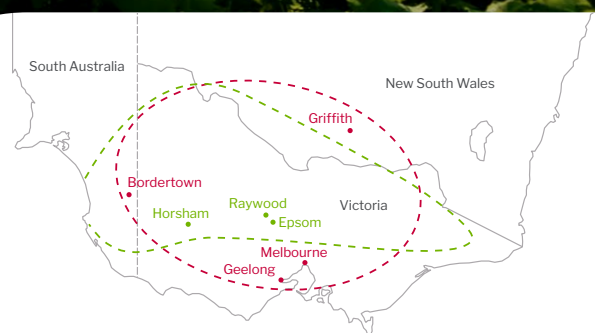 South Australia
New South Wales
Griffith
Bordertown
Horsham
Raywood
Epsom
Victoria
Melbourne
Geelong